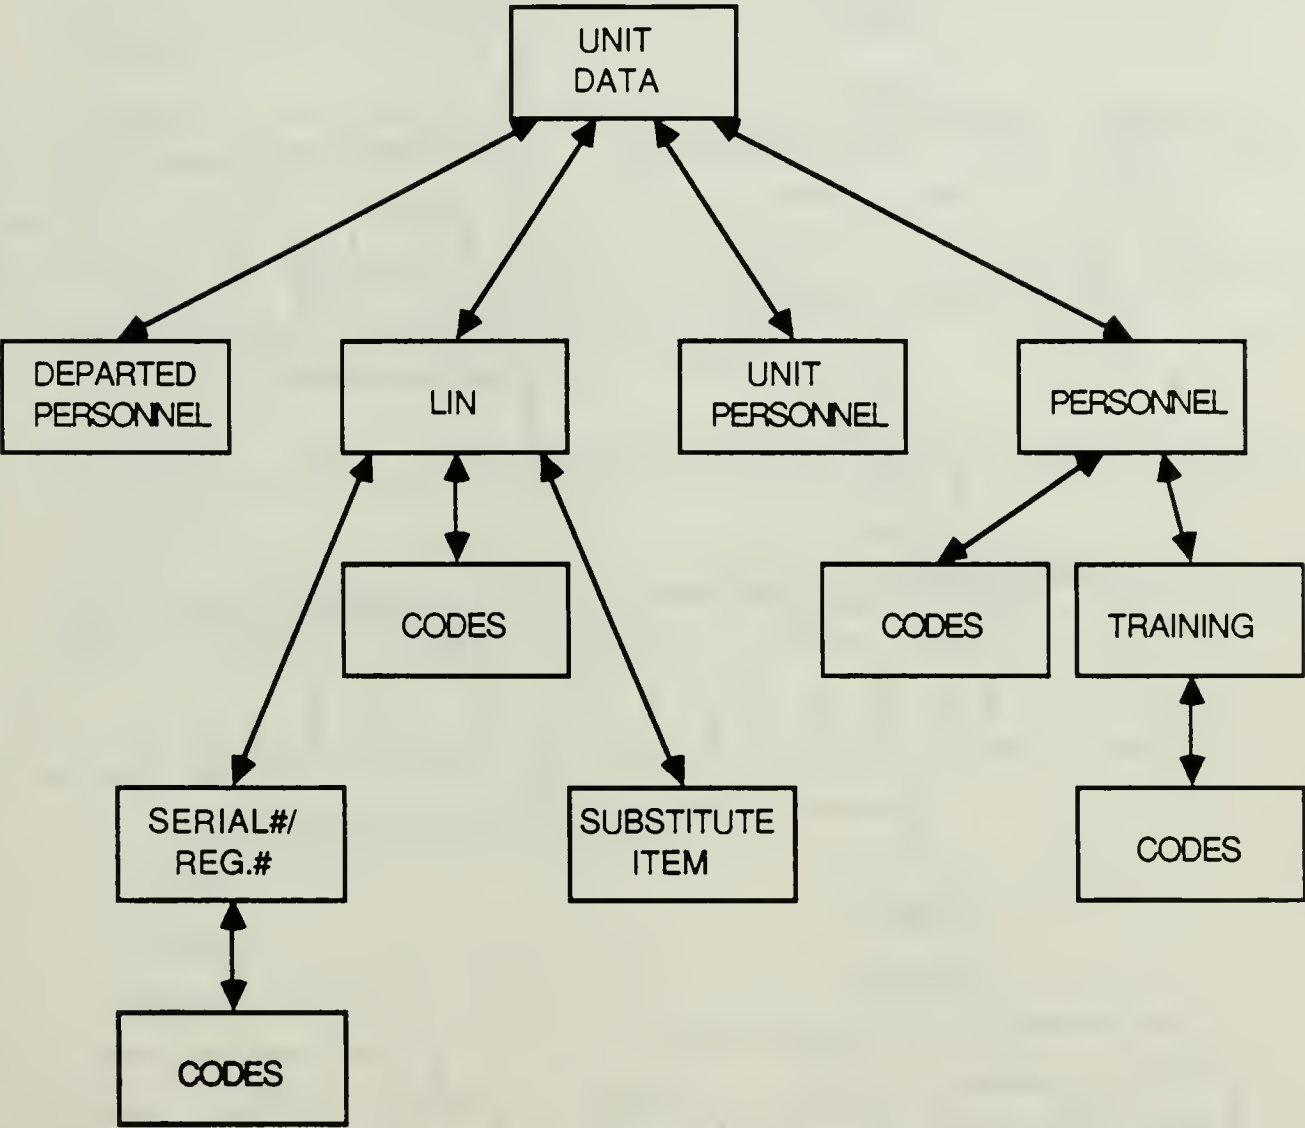 UNIT
DATA
DEPARTED
PERSONNEL
LIN
UNIT
PERSONNEL
PERSONNEL
CODES
CODES
TRAINING
SERIAL#/
REG.#
SUBSTITUTE
ITEM
CODES
CODES